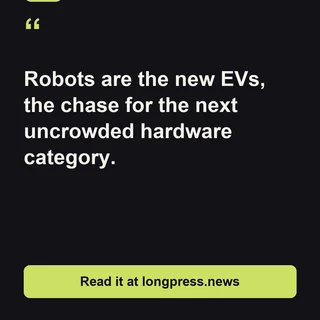 “
Robots are the new EVs,
the chase for the next
uncrowded hardware
category.
Read it at longpress.news